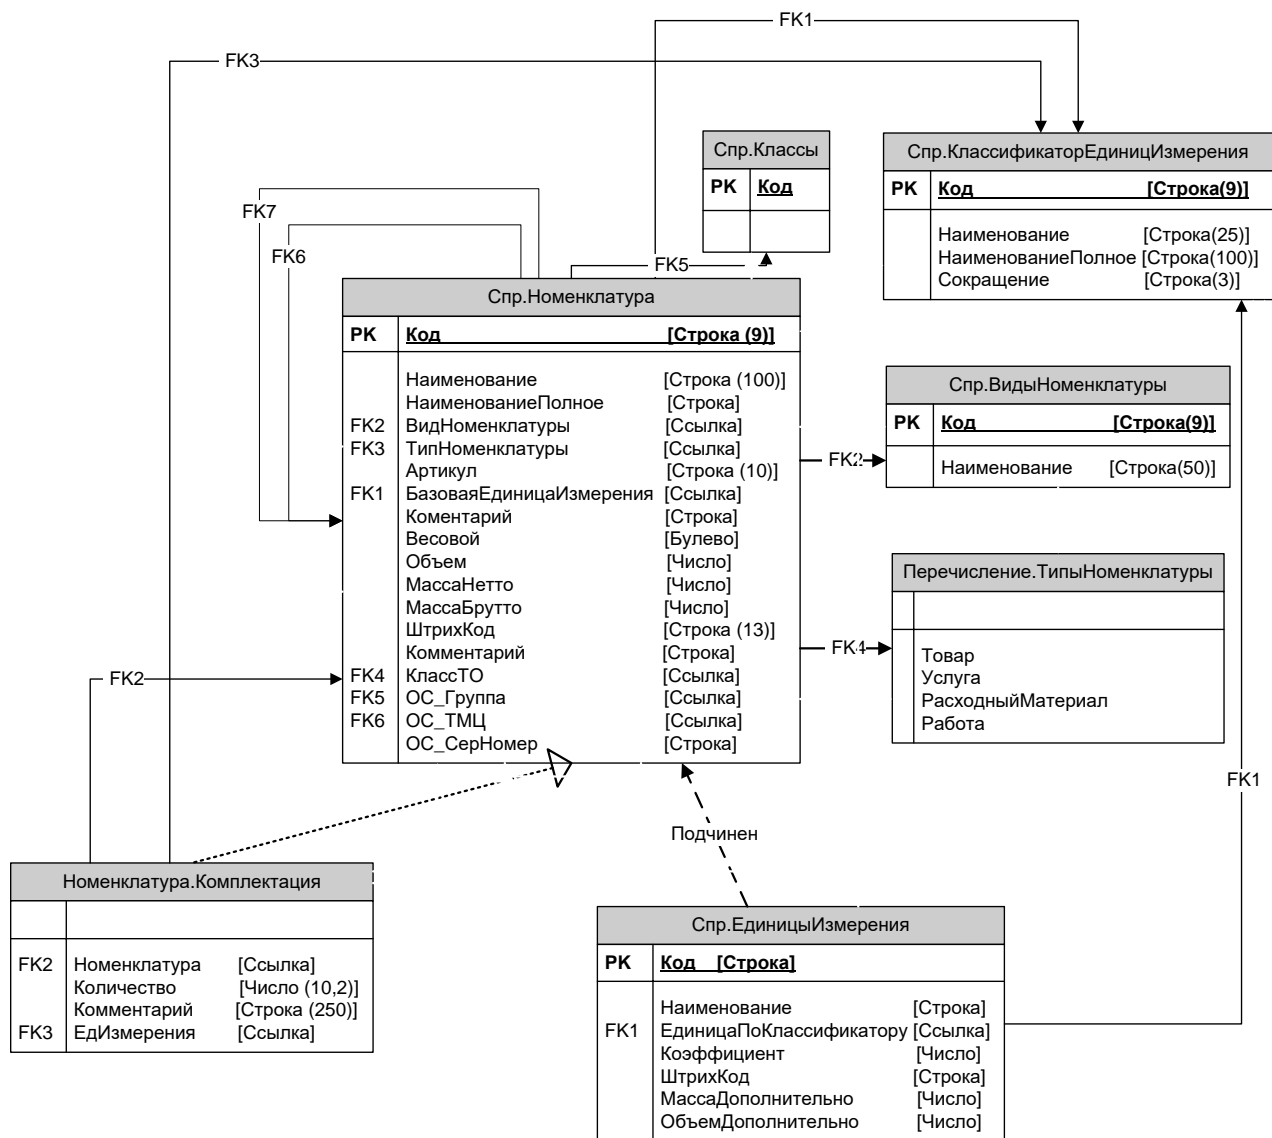 FK1
FK3
Спр.Классы
PK Код
Спр.КлассификаторЕдиницИзмерения
PK Код [Строка(9)]
Наименование [Строка(25)]
НаименованиеПолное [Строка(100)]
Сокращение [Строка(3)]
FK7
FK6
FK5
Спр.Номенклатура
PK Код [Строка (9)]
Наименование [Строка (100)]
НаименованиеПолное [Строка]
FK2 ВидНоменклатуры [Ссылка]
FK3 ТипНоменклатуры [Ссылка]
Артикул [Строка (10)]
FK1 БазоваяЕдиницаИзмерения [Ссылка]
Коментарий [Строка]
Весовой [Булево]
Объем [Число]
МассаНетто [Число]
МассаБрутто [Число]
ШтрихКод [Строка (13)]
Комментарий [Строка]
FK4 КлассТО [Ссылка]
FK5 ОС_Группа [Ссылка]
FK6 ОС_ТМЦ [Ссылка]
ОС_СерНомер [Строка]
FK2
Спр.ВидыНоменклатуры
PK Код [Строка(9)]
Наименование [Строка(50)]
FK4
Перечисление.ТипыНоменклатуры
Товар
Услуга
РасходныйМатериал
Работа
FK2
FK1
Подчинен
Номенклатура.Комплектация
FK2 Номенклатура [Ссылка]
Количество [Число (10,2)]
Комментарий [Строка (250)]
FK3 ЕдИзмерения [Ссылка]
Спр.ЕдиницыИзмерения
PK Код [Строка]
Наименование [Строка]
FK1 ЕдиницаПоКлассификатору [Ссылка]
Коэффициент [Число]
ШтрихКод [Строка]
МассаДополнительно [Число]
ОбъемДополнительно [Число]